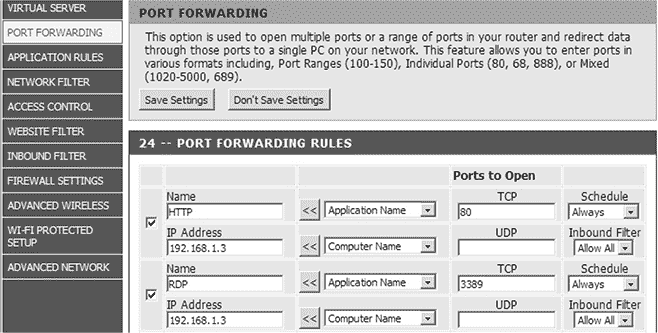 VIRTUAL SERVER
PORT FORWARDING
APPLICATION RULES
NETWORK FILTER
ACCESS CONTROL
WEBSITE FILTER
INBOUND FILTER
FIREWALL SETTINGS
ADVANCED WIRELESS
WI-FI PROTECTED
SETUP
ADVANCED NETWORK
PORT FORWARDING
This option is used to open multiple ports or a range of ports in your router and redirect data
through those ports to a single PC on your network. This feature allows you to enter ports in
various formats including, Port Ranges (100-150), Individual Ports (80, 68, 888), or Mixed
(1020-5000, 689).
Save Settings Don't Save Settings
24 -- PORT FORWARDING RULES
Ports to Open
Name TCP Schedule
HTTP << Application Name 80 Always
IP Address UDP Inbound Filter
192.168.1.3 << Computer Name Allow All
Name TCP Schedule
RDP << Application Name 3389 Always
IP Address UDP Inbound Filter
192.168.1.3 << Computer Name Allow All